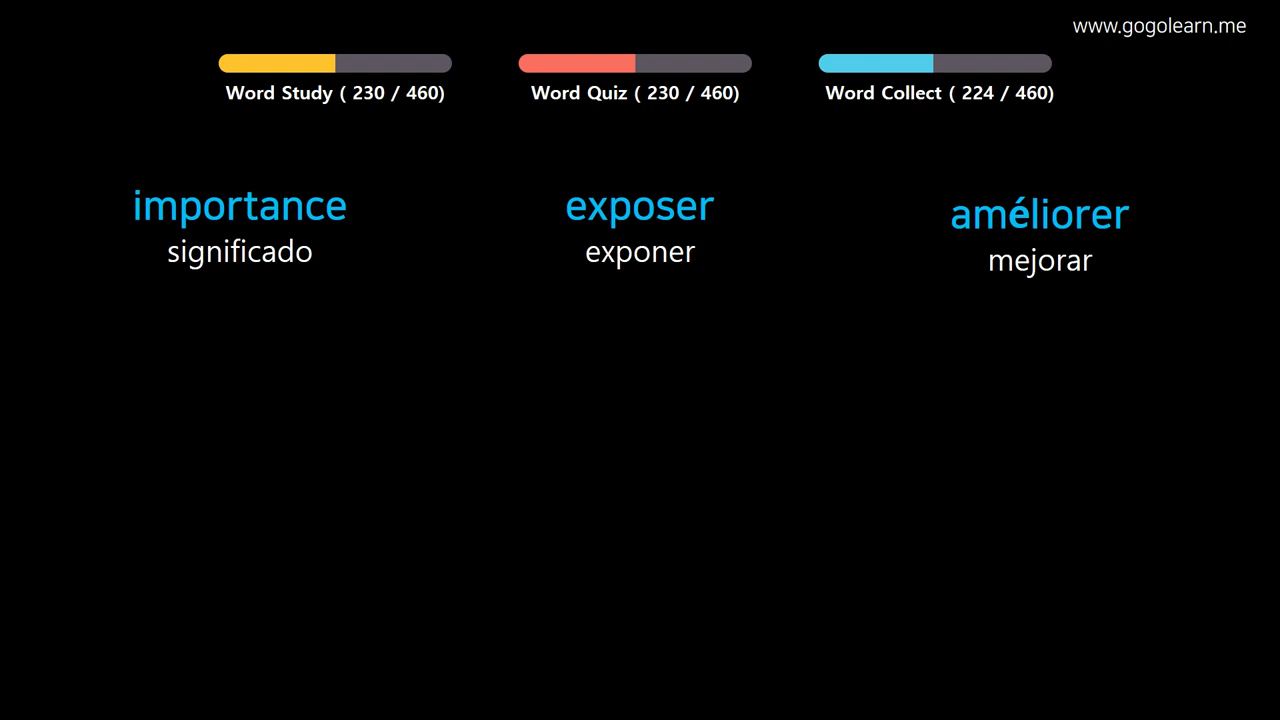 www.gogolearn.me
Word Study ( 230 / 460)
Word Quiz ( 230 / 460)
Word Collect ( 224 / 460)
importance
significado
exposer
exponer
améliorer
mejorar